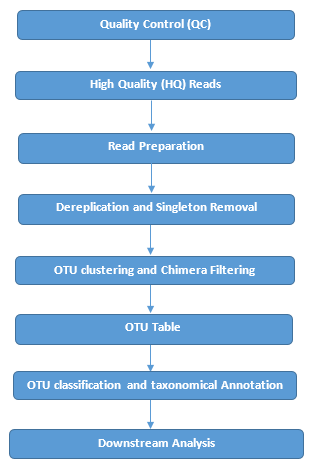 Quality Control (QC)
High Quality (HQ) Reads
Read Preparation
Dereplication and Singleton Removal
OTU clustering and Chimera Filtering
OTU Table
OTU classification and taxonomical Annotation
Downstream Analysis